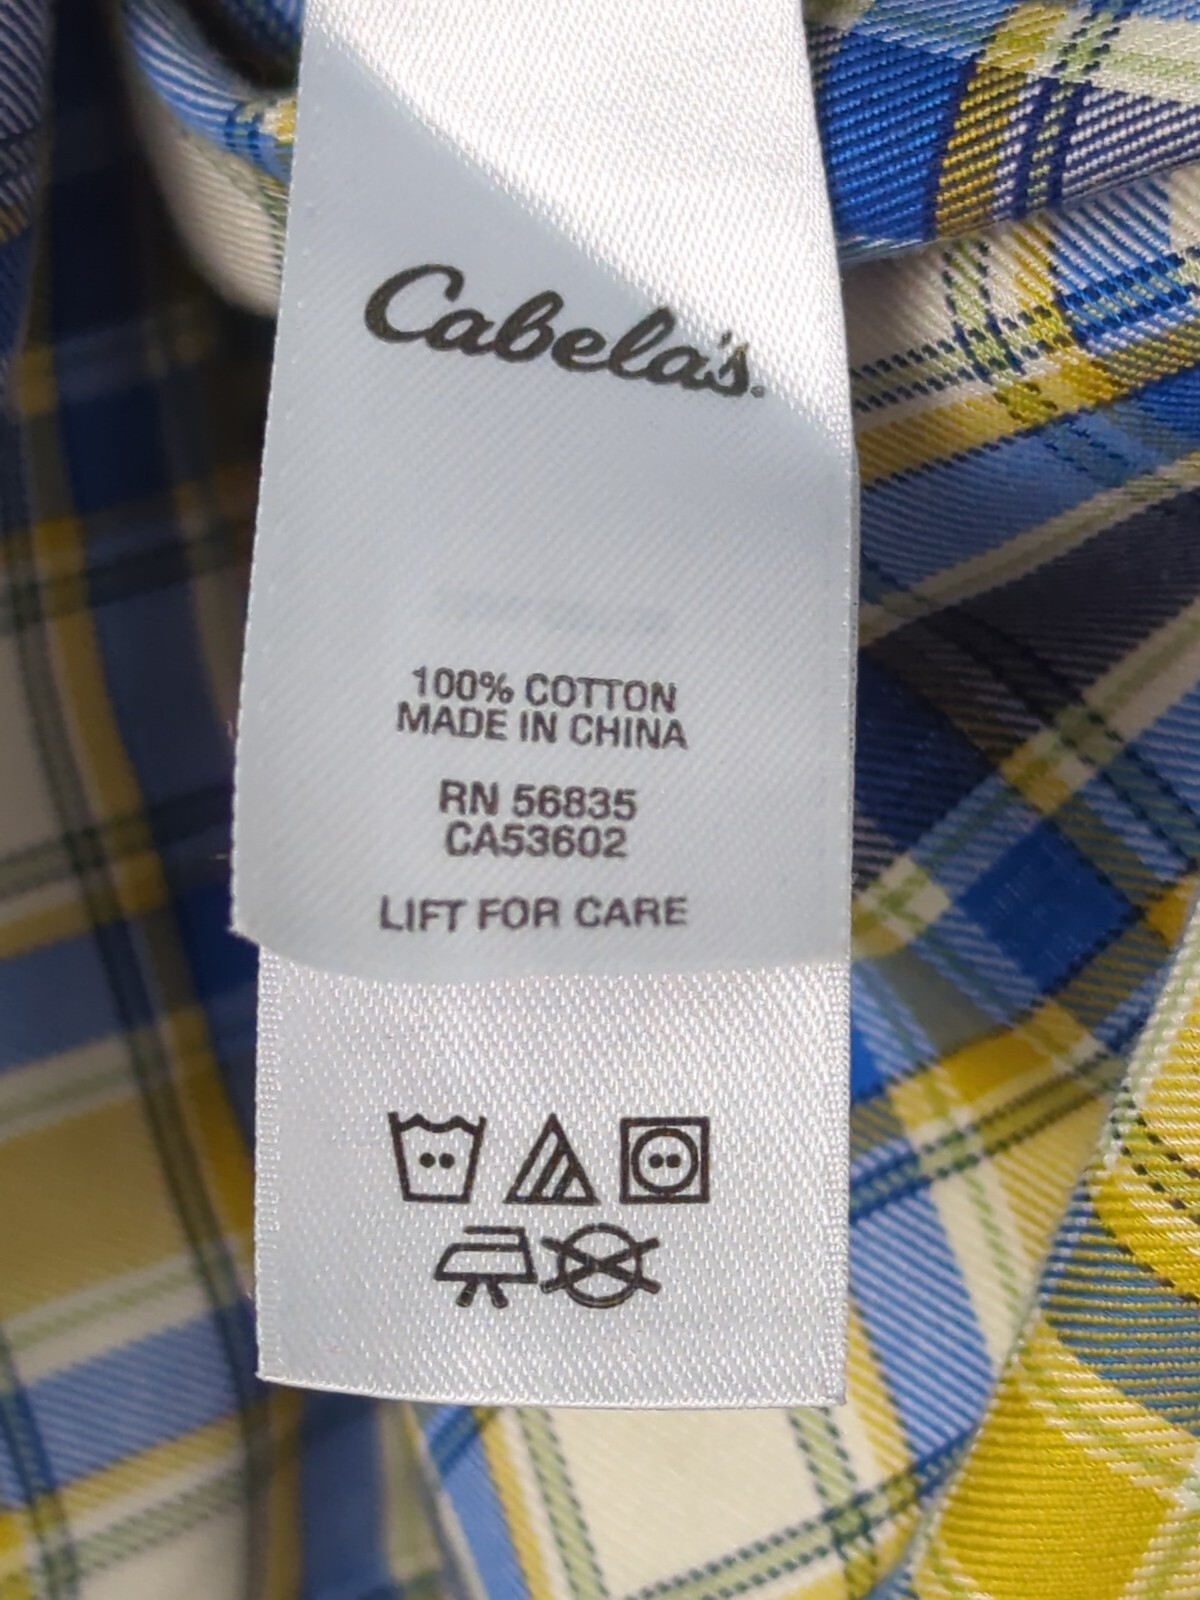 Cabela's.
100% COTTON
MADE IN CHINA
RN 56835
CA53602
LIFT FOR CARE